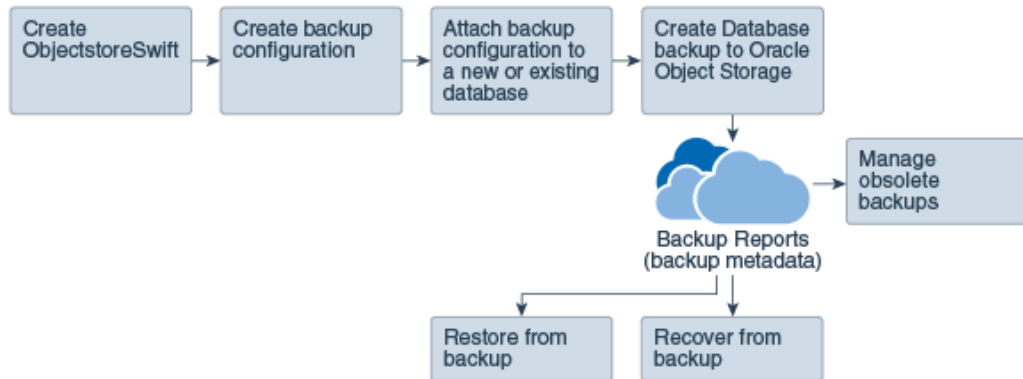 Create
ObjectstoreSwift
Create backup
configuration
Attach backup
configuration to
a new or existing
database
Create Database
backup to Oracle
Object Storage
Manage
obsolete
backups
Backup Reports
(backup metadata)
Restore from
backup
Recover from
backup